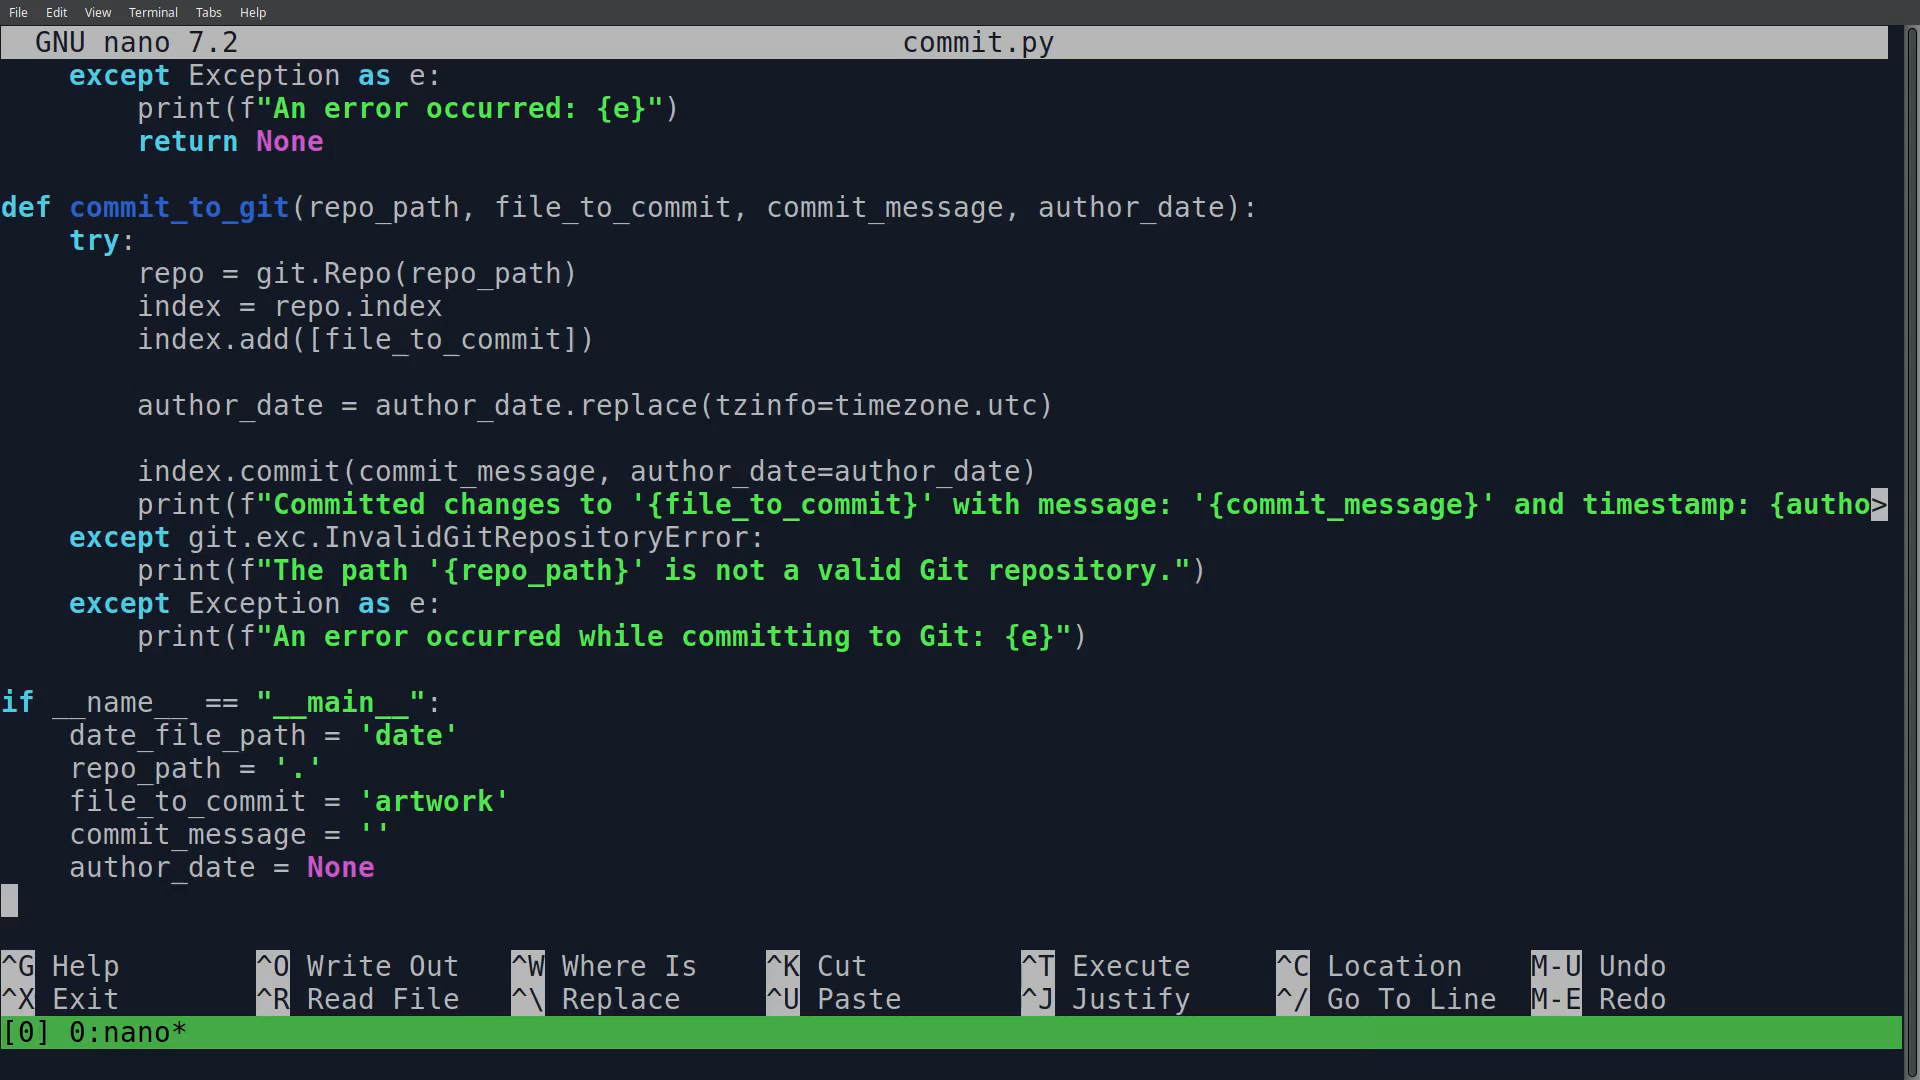 File Edit View Terminal Tabs Help
GNU nano 7.2 commit.py
    except Exception as e:
        print(f"An error occurred: {e}")
        return None
def commit_to_git(repo_path, file_to_commit, commit_message, author_date):
    try:
        repo = git.Repo(repo_path)
        index = repo.index
        index.add([file_to_commit])
        author_date = author_date.replace(tzinfo=timezone.utc)
        index.commit(commit_message, author_date=author_date)
        print(f"Committed changes to '{file_to_commit}' with message: '{commit_message}' and timestamp: {autho>
    except git.exc.InvalidGitRepositoryError:
        print(f"The path '{repo_path}' is not a valid Git repository.")
    except Exception as e:
        print(f"An error occurred while committing to Git: {e}")
if __name__ == "__main__":
    date_file_path = 'date'
    repo_path = '.'
    file_to_commit = 'artwork'
    commit_message = ''
    author_date = None
^G Help ^O Write Out ^W Where Is ^K Cut ^T Execute ^C Location M-U Undo
^X Exit ^R Read File ^\ Replace ^U Paste ^J Justify ^/ Go To Line M-E Redo
[0] 0:nano*